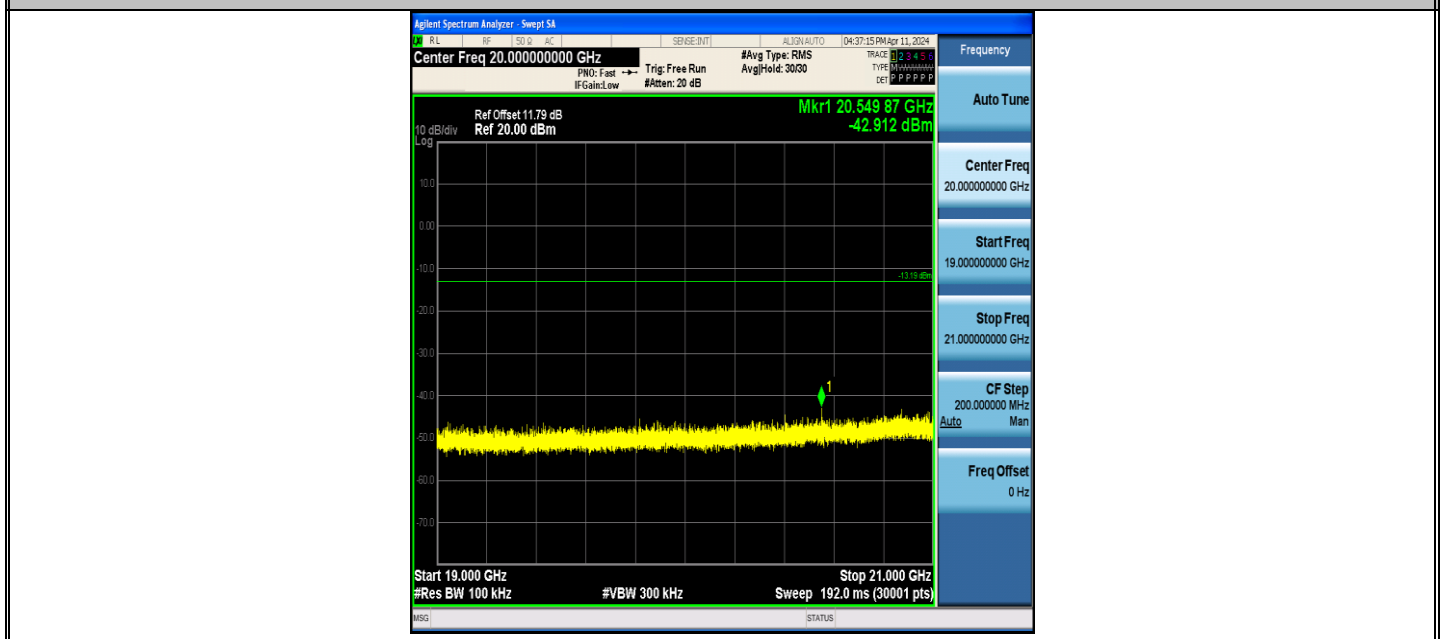 Agilent Spectrum Analyzer - Swept SA
RL RF 50 Ω AC SENSE:INT ALIGN AUTO 04:37:15 PM Apr 11, 2024
Center Freq 20.000000000 GHz
PNO: Fast
IFGain:Low
Trig: Free Run
#Atten: 20 dB
#Avg Type: RMS
Avg|Hold: 30/30
TRACE 1 2 3 4 5 6
TYPE
DET P P P P P P
Mkr1 20.549 87 GHz
-42.912 dBm
Ref Offset 11.79 dB
10 dB/div Ref 20.00 dBm
Log
10.0
0.00
-10.0
-13.19 dBm
-20.0
-30.0
-40.0
1
-50.0
-60.0
-70.0
Start 19.000 GHz Stop 21.000 GHz
#Res BW 100 kHz #VBW 300 kHz Sweep 192.0 ms (30001 pts)
MSG STATUS
Frequency
Auto Tune
Center Freq
20.000000000 GHz
Start Freq
19.000000000 GHz
Stop Freq
21.000000000 GHz
CF Step
200.000000 MHz
Auto Man
Freq Offset
0 Hz